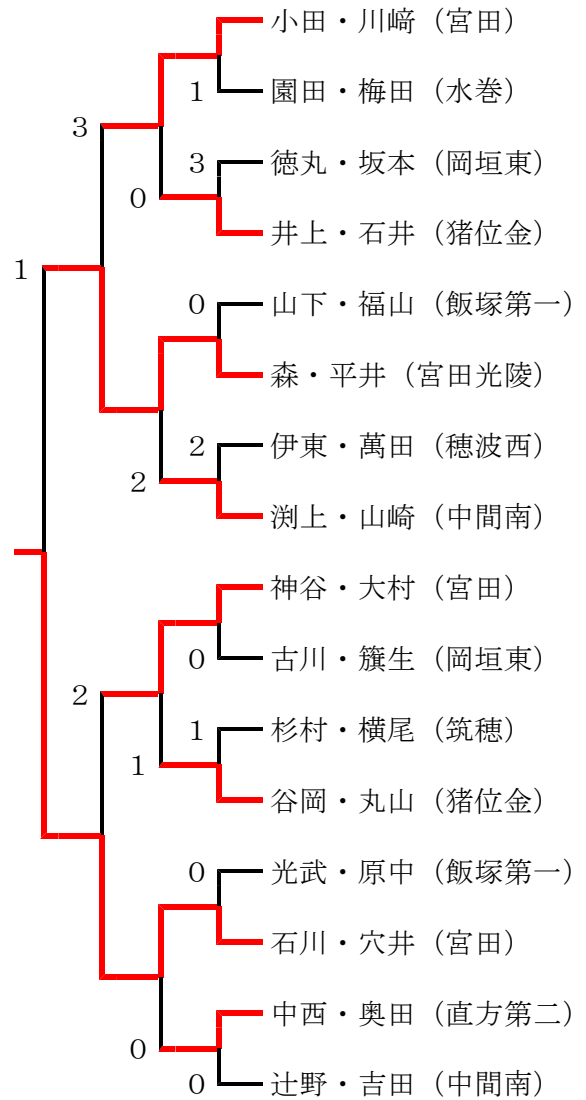 小田・川﨑（宮田）
1 園田・梅田（水巻）
3
3 徳丸・坂本（岡垣東）
0
井上・石井（猪位金）
1
0 山下・福山（飯塚第一）
森・平井（宮田光陵）
2 伊東・萬田（穂波西）
2
渕上・山崎（中間南）
神谷・大村（宮田）
0 古川・籏生（岡垣東）
2
1 杉村・横尾（筑穂）
1
谷岡・丸山（猪位金）
0 光武・原中（飯塚第一）
石川・穴井（宮田）
中西・奥田（直方第二）
0
0 辻野・吉田（中間南）